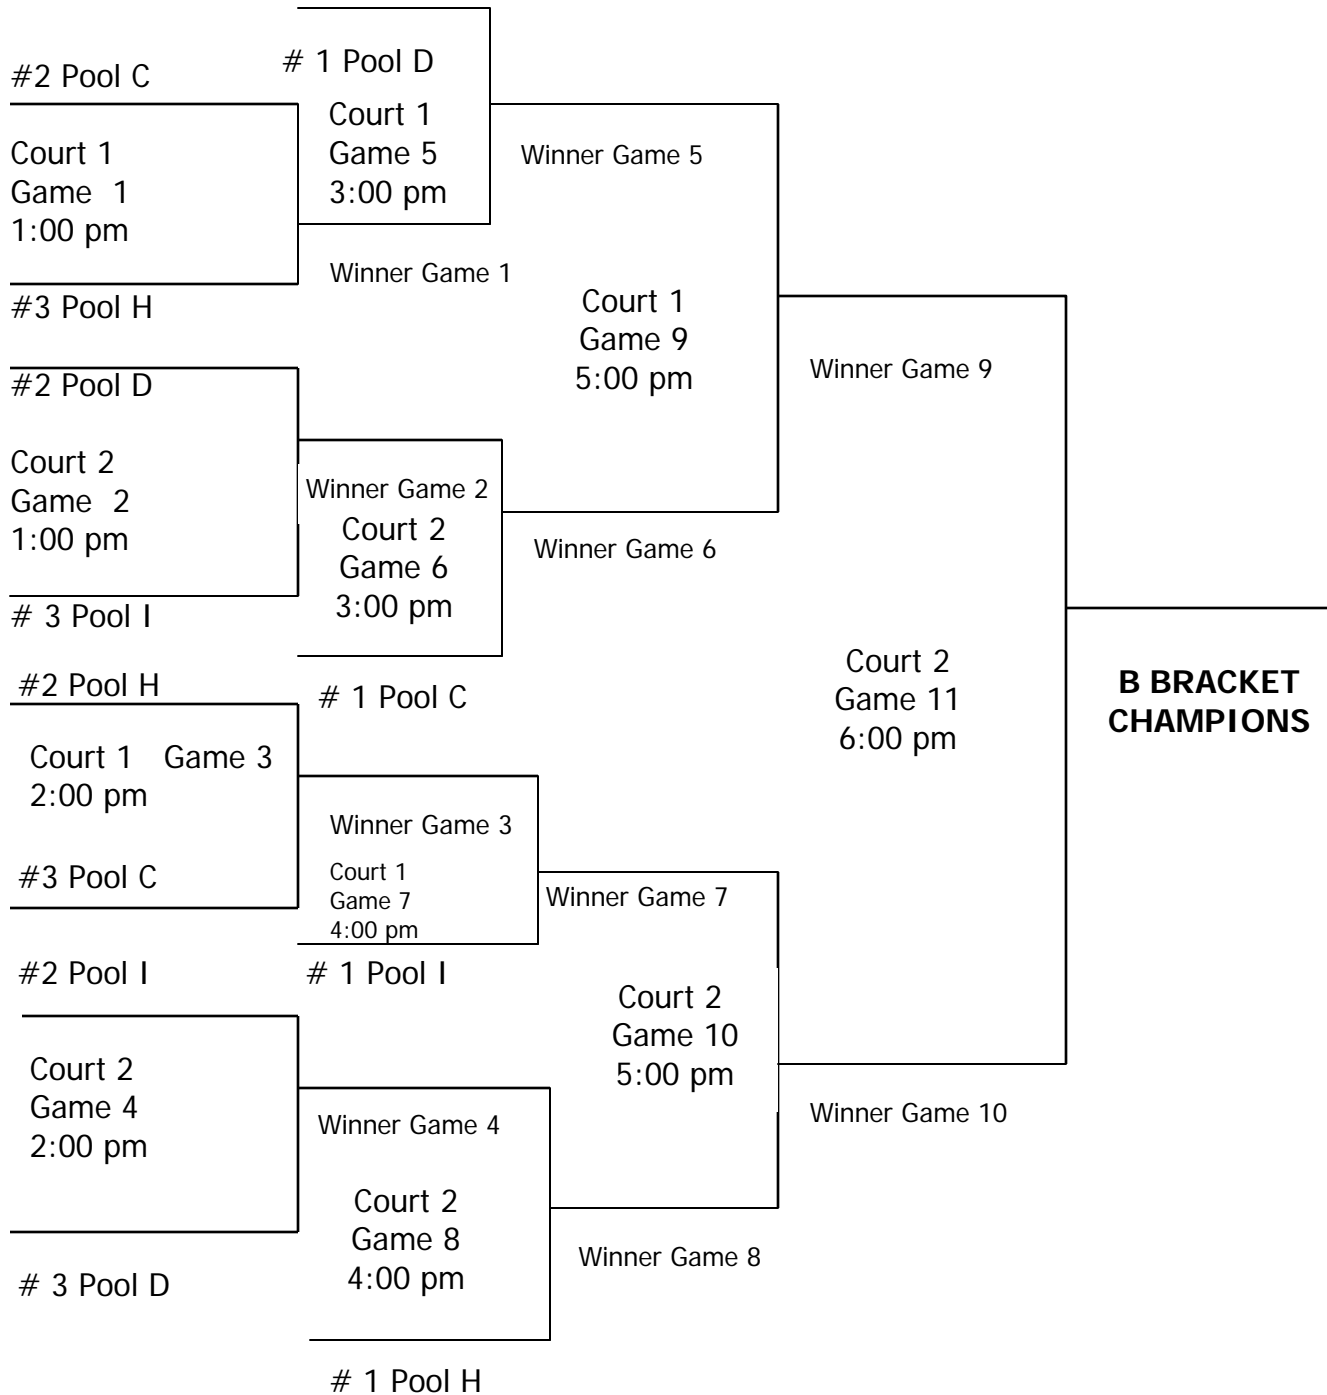 #2 Pool C
# 1 Pool D
Court 1
Game 1
1:00 pm
#3 Pool H
Court 1
Game 5
3:00 pm
Winner Game 1
Winner Game 5
#2 Pool D
Court 2
Game 2
1:00 pm
# 3 Pool I
Winner Game 2
Court 2
Game 6
3:00 pm
# 1 Pool C
Winner Game 6
Court 1
Game 9
5:00 pm
Winner Game 9
#2 Pool H
Court 1 Game 3
2:00 pm
#3 Pool C
Winner Game 3
Court 1
Game 7
4:00 pm
# 1 Pool I
Winner Game 7
#2 Pool I
Court 2
Game 4
2:00 pm
# 3 Pool D
Winner Game 4
Court 2
Game 8
4:00 pm
# 1 Pool H
Winner Game 8
Court 2
Game 10
5:00 pm
Winner Game 10
Court 2
Game 11
6:00 pm
B BRACKET
CHAMPIONS